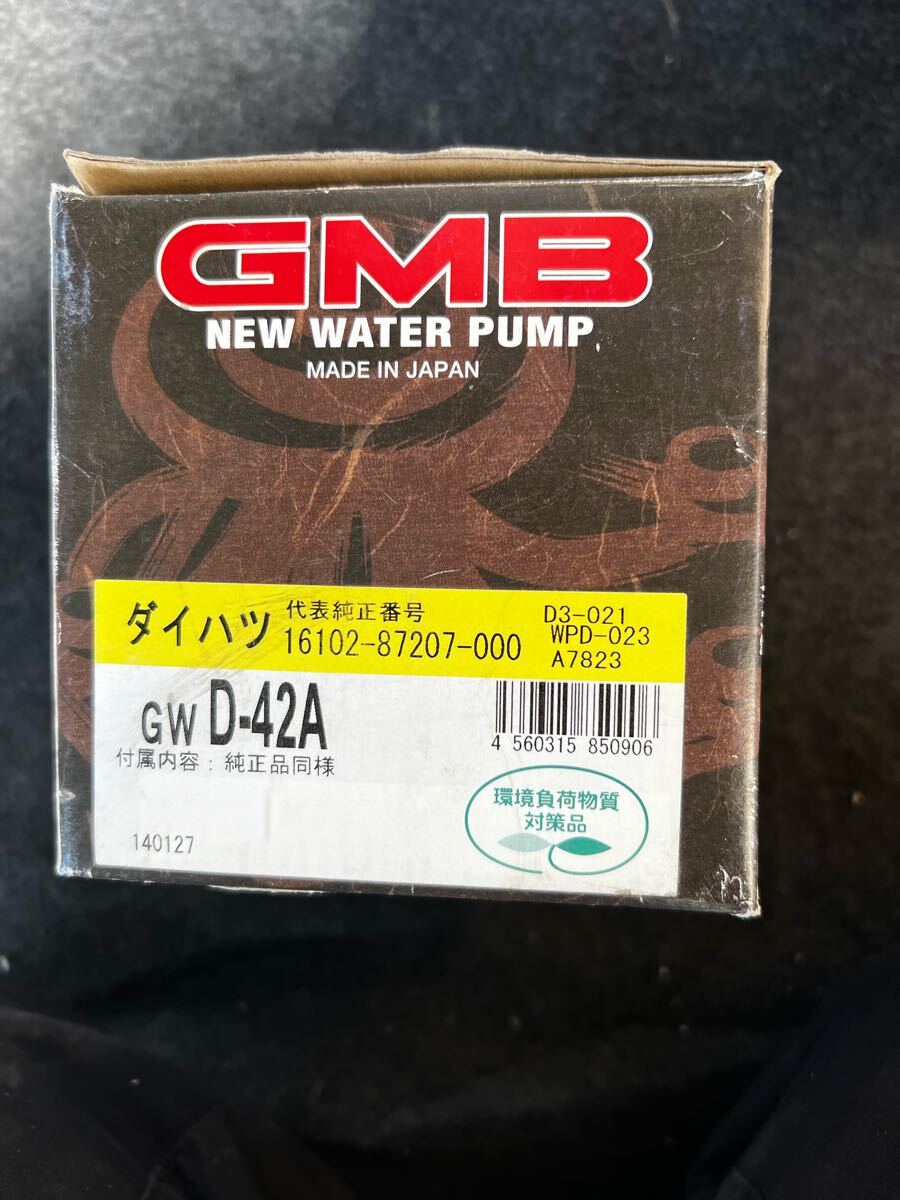 GMB
NEW WATER PUMP
MADE IN JAPAN
ダイハツ
代表純正番号
16102-87207-000
D3-021
WPD-023
A7823
GW D-42A
付属内容：純正品同様
4 560315 850906
環境負荷物質
対策品
140127